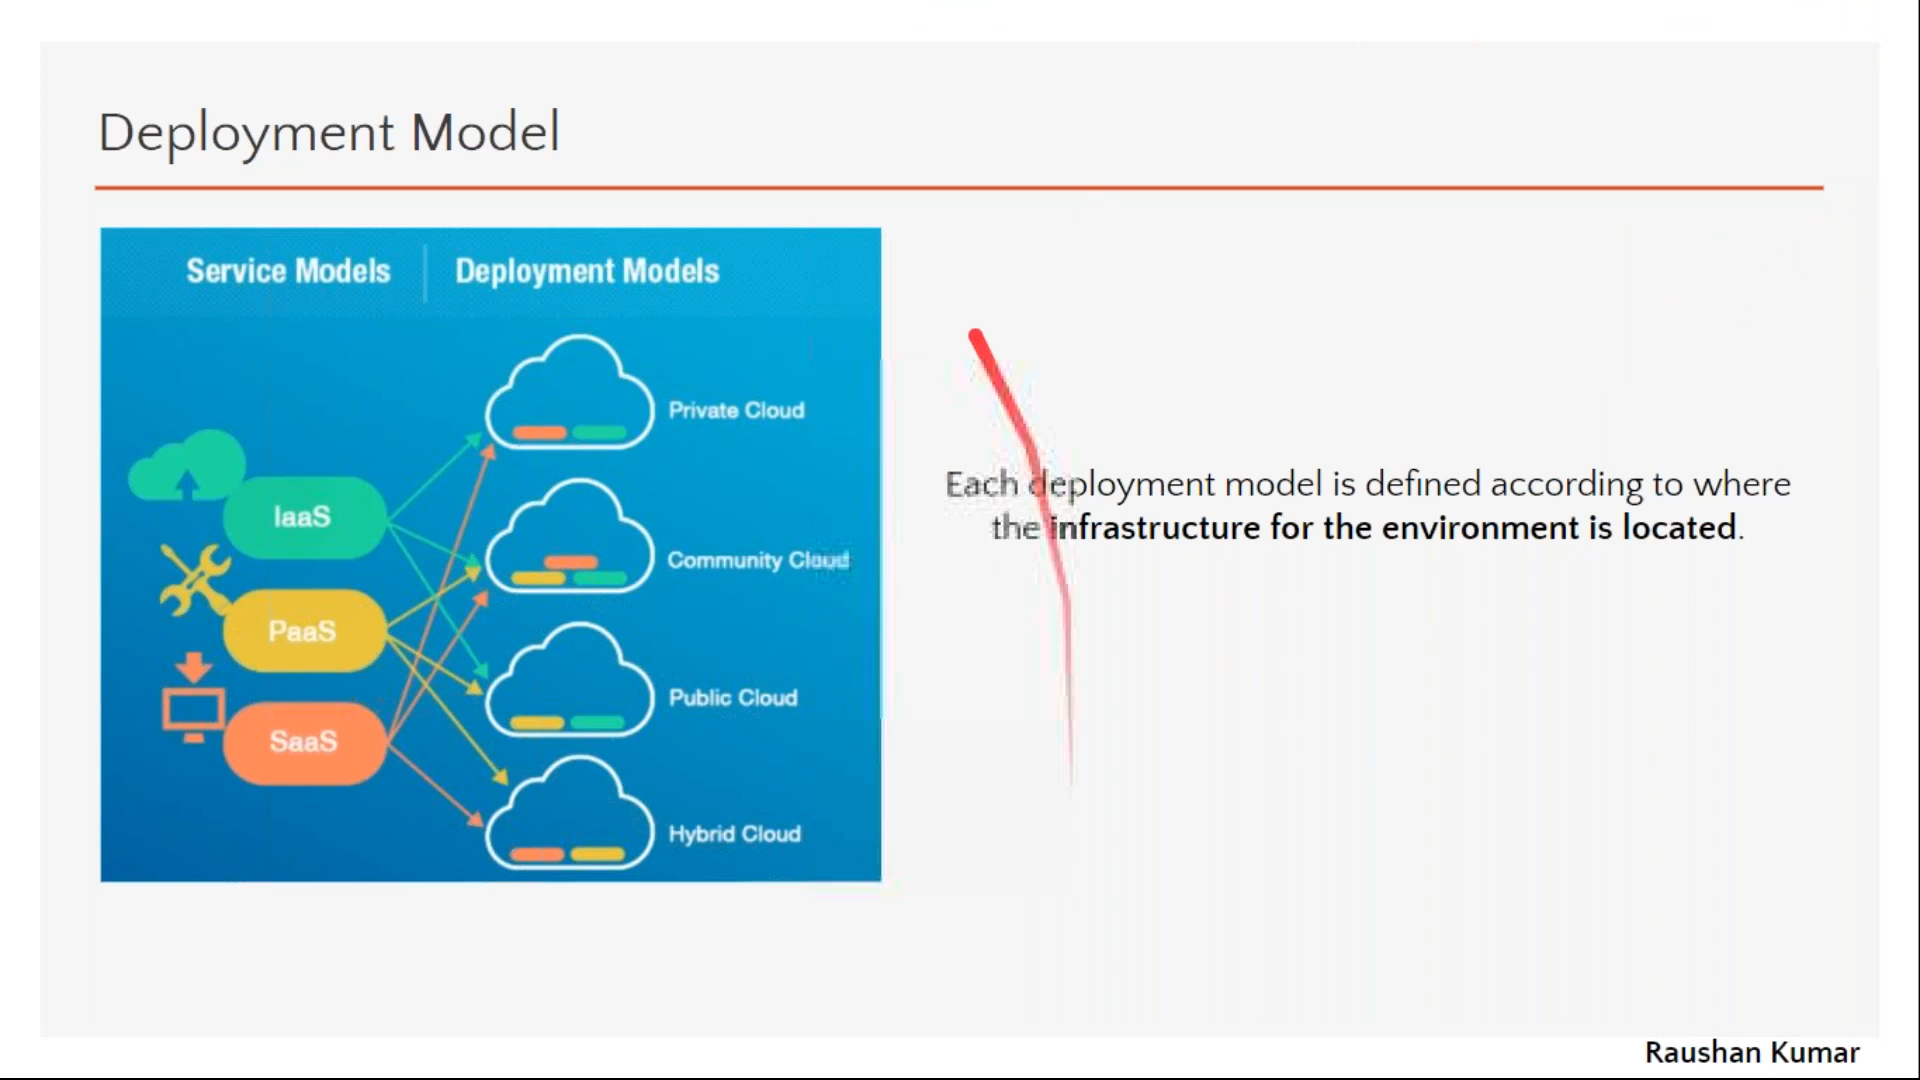 Deployment Model
Service Models
Deployment Models
Private Cloud
IaaS
Community Cloud
PaaS
Public Cloud
SaaS
Hybrid Cloud
Each deployment model is defined according to where
the infrastructure for the environment is located.
Raushan Kumar